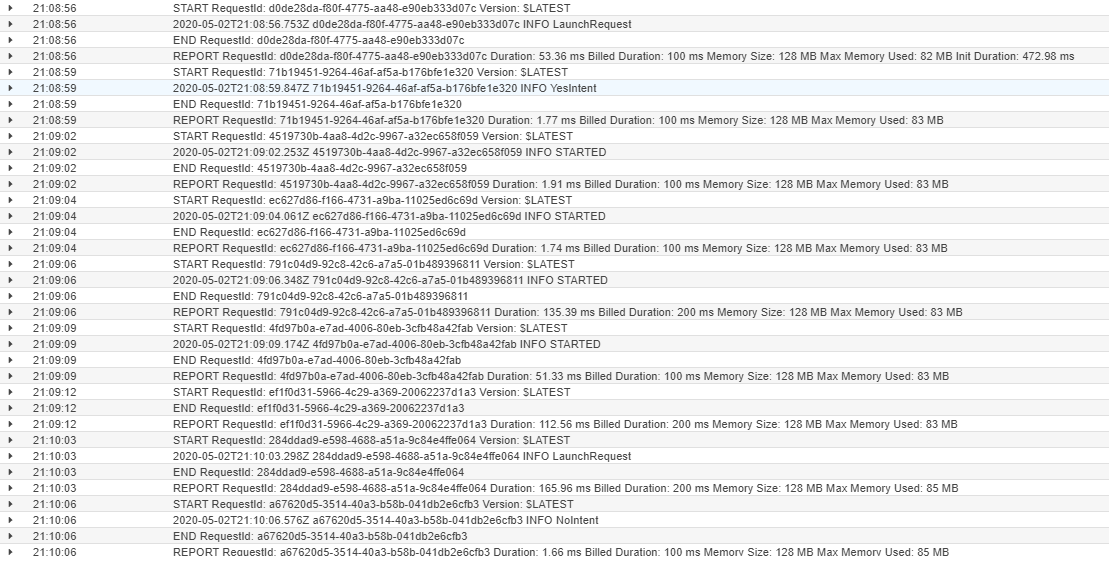 21:08:56 START RequestId: d0de28da-f80f-4775-aa48-e90eb333d07c Version: $LATEST
21:08:56 2020-05-02T21:08:56.753Z d0de28da-f80f-4775-aa48-e90eb333d07c INFO LaunchRequest
21:08:56 END RequestId: d0de28da-f80f-4775-aa48-e90eb333d07c
21:08:56 REPORT RequestId: d0de28da-f80f-4775-aa48-e90eb333d07c Duration: 53.36 ms Billed Duration: 100 ms Memory Size: 128 MB Max Memory Used: 82 MB Init Duration: 472.98 ms
21:08:59 START RequestId: 71b19451-9264-46af-af5a-b176bfe1e320 Version: $LATEST
21:08:59 2020-05-02T21:08:59.847Z 71b19451-9264-46af-af5a-b176bfe1e320 INFO YesIntent
21:08:59 END RequestId: 71b19451-9264-46af-af5a-b176bfe1e320
21:08:59 REPORT RequestId: 71b19451-9264-46af-af5a-b176bfe1e320 Duration: 1.77 ms Billed Duration: 100 ms Memory Size: 128 MB Max Memory Used: 83 MB
21:09:02 START RequestId: 4519730b-4aa8-4d2c-9967-a32ec658f059 Version: $LATEST
21:09:02 2020-05-02T21:09:02.253Z 4519730b-4aa8-4d2c-9967-a32ec658f059 INFO STARTED
21:09:02 END RequestId: 4519730b-4aa8-4d2c-9967-a32ec658f059
21:09:02 REPORT RequestId: 4519730b-4aa8-4d2c-9967-a32ec658f059 Duration: 1.91 ms Billed Duration: 100 ms Memory Size: 128 MB Max Memory Used: 83 MB
21:09:04 START RequestId: ec627d86-f166-4731-a9ba-11025ed6c69d Version: $LATEST
21:09:04 2020-05-02T21:09:04.061Z ec627d86-f166-4731-a9ba-11025ed6c69d INFO STARTED
21:09:04 END RequestId: ec627d86-f166-4731-a9ba-11025ed6c69d
21:09:04 REPORT RequestId: ec627d86-f166-4731-a9ba-11025ed6c69d Duration: 1.74 ms Billed Duration: 100 ms Memory Size: 128 MB Max Memory Used: 83 MB
21:09:06 START RequestId: 791c04d9-92c8-42c6-a7a5-01b489396811 Version: $LATEST
21:09:06 2020-05-02T21:09:06.348Z 791c04d9-92c8-42c6-a7a5-01b489396811 INFO STARTED
21:09:06 END RequestId: 791c04d9-92c8-42c6-a7a5-01b489396811
21:09:06 REPORT RequestId: 791c04d9-92c8-42c6-a7a5-01b489396811 Duration: 135.39 ms Billed Duration: 200 ms Memory Size: 128 MB Max Memory Used: 83 MB
21:09:09 START RequestId: 4fd97b0a-e7ad-4006-80eb-3cfb48a42fab Version: $LATEST
21:09:09 2020-05-02T21:09:09.174Z 4fd97b0a-e7ad-4006-80eb-3cfb48a42fab INFO STARTED
21:09:09 END RequestId: 4fd97b0a-e7ad-4006-80eb-3cfb48a42fab
21:09:09 REPORT RequestId: 4fd97b0a-e7ad-4006-80eb-3cfb48a42fab Duration: 51.33 ms Billed Duration: 100 ms Memory Size: 128 MB Max Memory Used: 83 MB
21:09:12 START RequestId: ef1f0d31-5966-4c29-a369-20062237d1a3 Version: $LATEST
21:09:12 END RequestId: ef1f0d31-5966-4c29-a369-20062237d1a3
21:09:12 REPORT RequestId: ef1f0d31-5966-4c29-a369-20062237d1a3 Duration: 112.56 ms Billed Duration: 200 ms Memory Size: 128 MB Max Memory Used: 83 MB
21:10:03 START RequestId: 284ddad9-e598-4688-a51a-9c84e4ffe064 Version: $LATEST
21:10:03 2020-05-02T21:10:03.298Z 284ddad9-e598-4688-a51a-9c84e4ffe064 INFO LaunchRequest
21:10:03 END RequestId: 284ddad9-e598-4688-a51a-9c84e4ffe064
21:10:03 REPORT RequestId: 284ddad9-e598-4688-a51a-9c84e4ffe064 Duration: 165.96 ms Billed Duration: 200 ms Memory Size: 128 MB Max Memory Used: 85 MB
21:10:06 START RequestId: a67620d5-3514-40a3-b58b-041db2e6cfb3 Version: $LATEST
21:10:06 2020-05-02T21:10:06.576Z a67620d5-3514-40a3-b58b-041db2e6cfb3 INFO NoIntent
21:10:06 END RequestId: a67620d5-3514-40a3-b58b-041db2e6cfb3
21:10:06 REPORT RequestId: a67620d5-3514-40a3-b58b-041db2e6cfb3 Duration: 1.66 ms Billed Duration: 100 ms Memory Size: 128 MB Max Memory Used: 85 MB